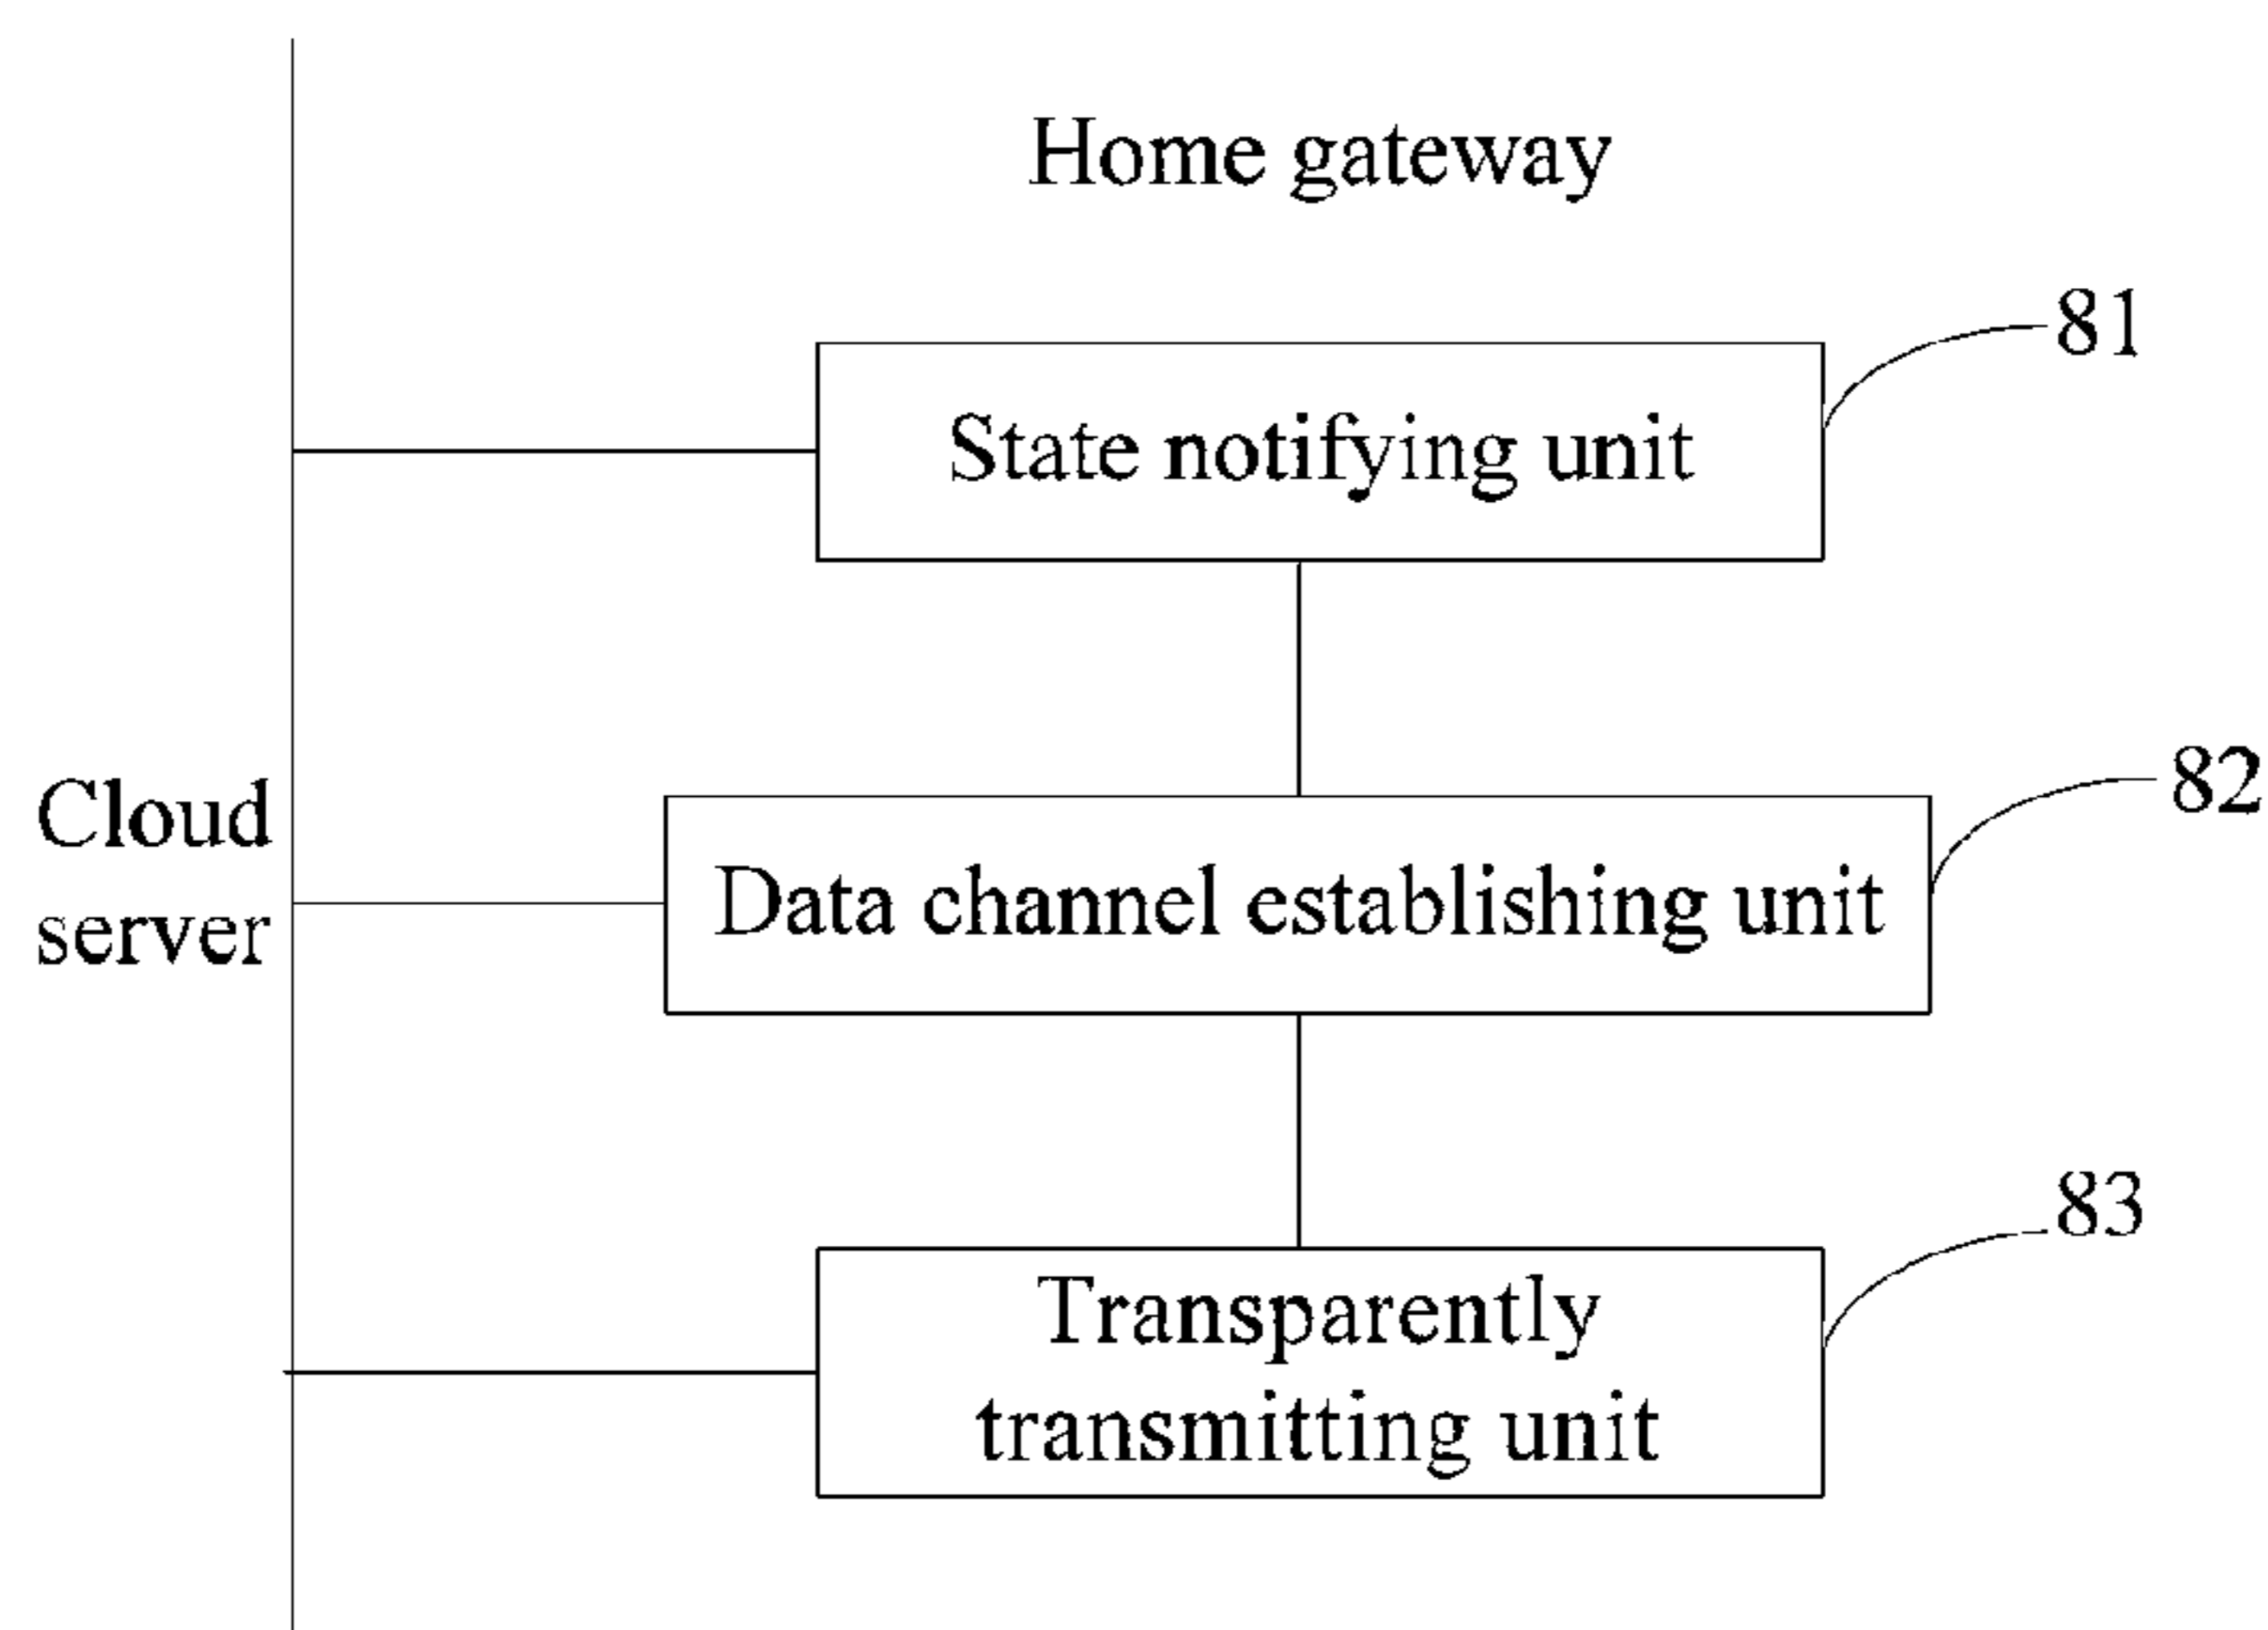 Home gateway
81
State notifying unit
82
Cloud
server
Data channel establishing unit
83
Transparently
transmitting unit